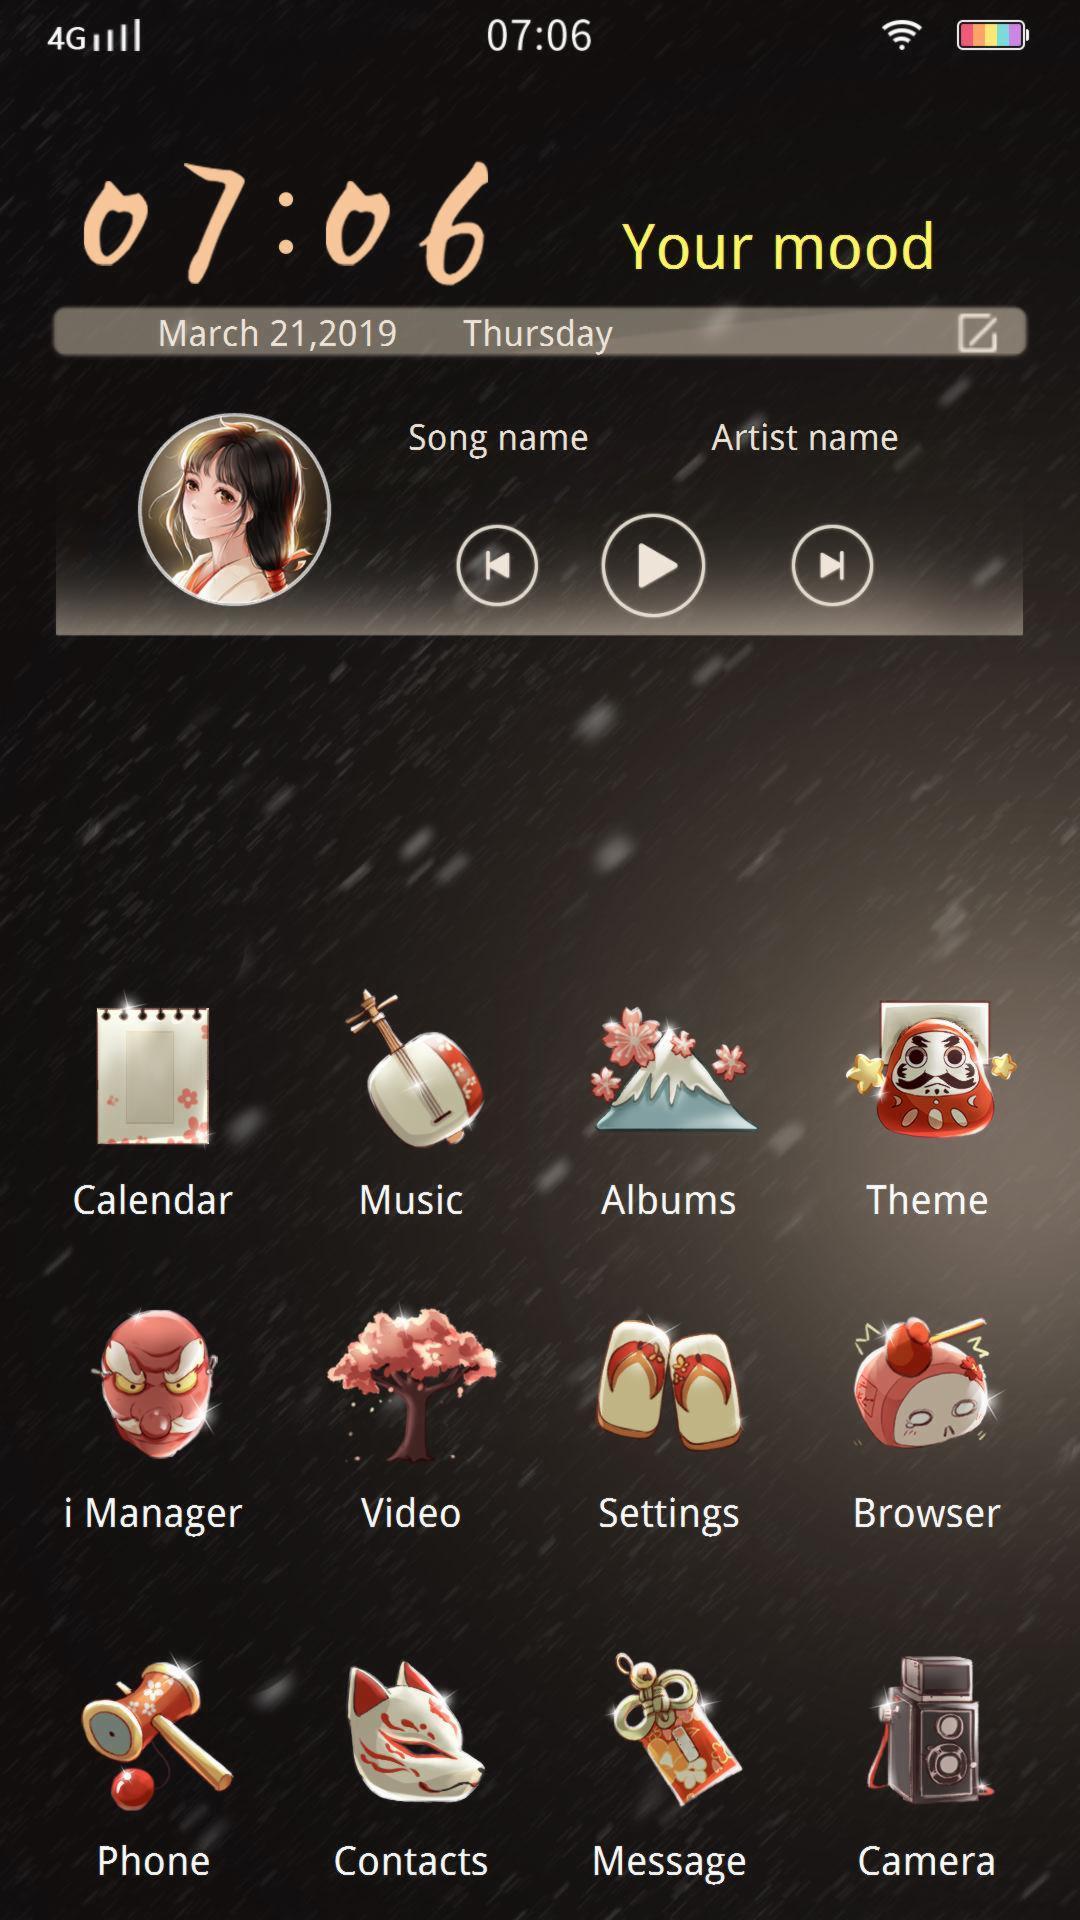 4G 07:06
07:06
Your mood
March 21,2019 Thursday
Song name Artist name
Calendar Music Albums Theme
i Manager Video Settings Browser
Phone Contacts Message Camera